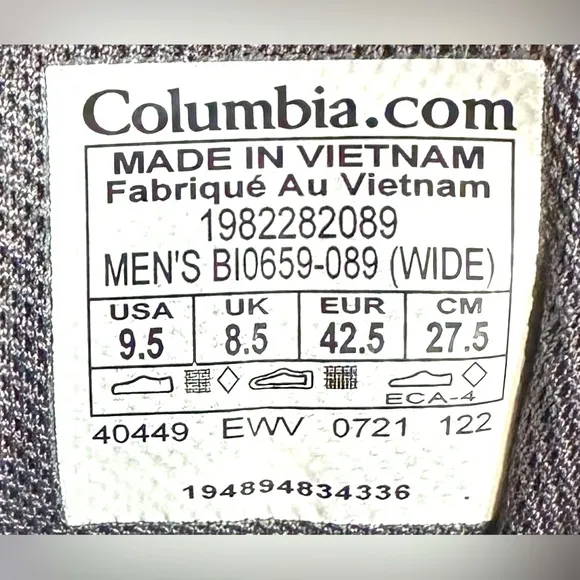 Columbia.com
MADE IN VIETNAM
Fabriqué Au Vietnam
1982282089
MEN'S BI0659-089 (WIDE)
USA UK EUR CM
9.5 8.5 42.5 27.5
ECA-4
40449 EWV 0721 122
194894834336